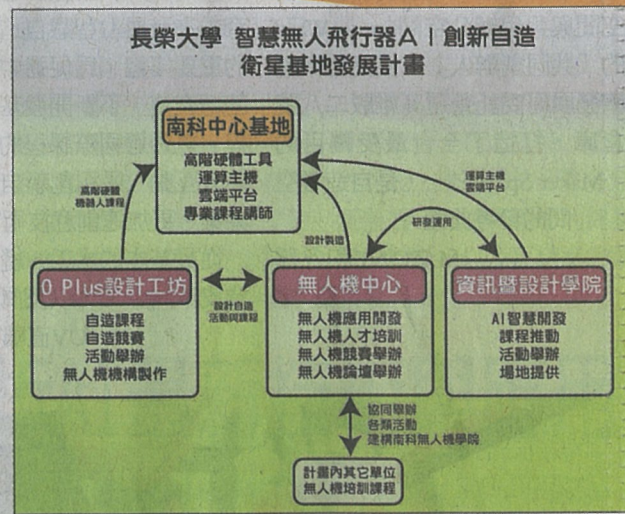 長榮大學 智慧無人飛行器AI創新自造
衛星基地發展計畫
南科中心基地
高階硬體工具
運算主機
雲端平台
專業課程講師
高階硬體
機器人課程
運算主機
雲端平台
設計製造
研發運用
O Plus設計工坊
自造課程
自造競賽
活動舉辦
無人機機構製作
設計自造
活動與課程
無人機中心
無人機應用開發
無人機人才培訓
無人機競賽舉辦
無人機論壇舉辦
資訊暨設計學院
AI智慧開發
課程推動
活動舉辦
場地提供
協同舉辦
各類活動
建構南科無人機學院
計畫內其它單位
無人機培訓課程